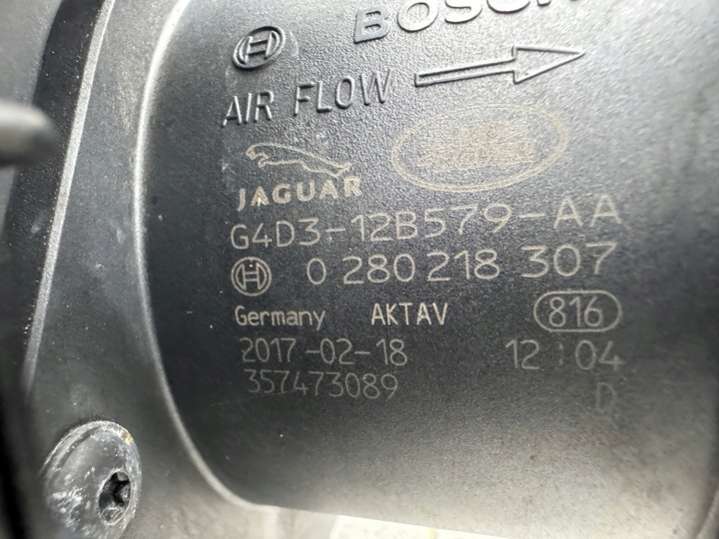 BOSCH
AIR FLOW
JAGUAR
G4D3-12B579-AA
0 280 218 307
Germany AKTAV 816
2017-02-18 12:04
357473089 D